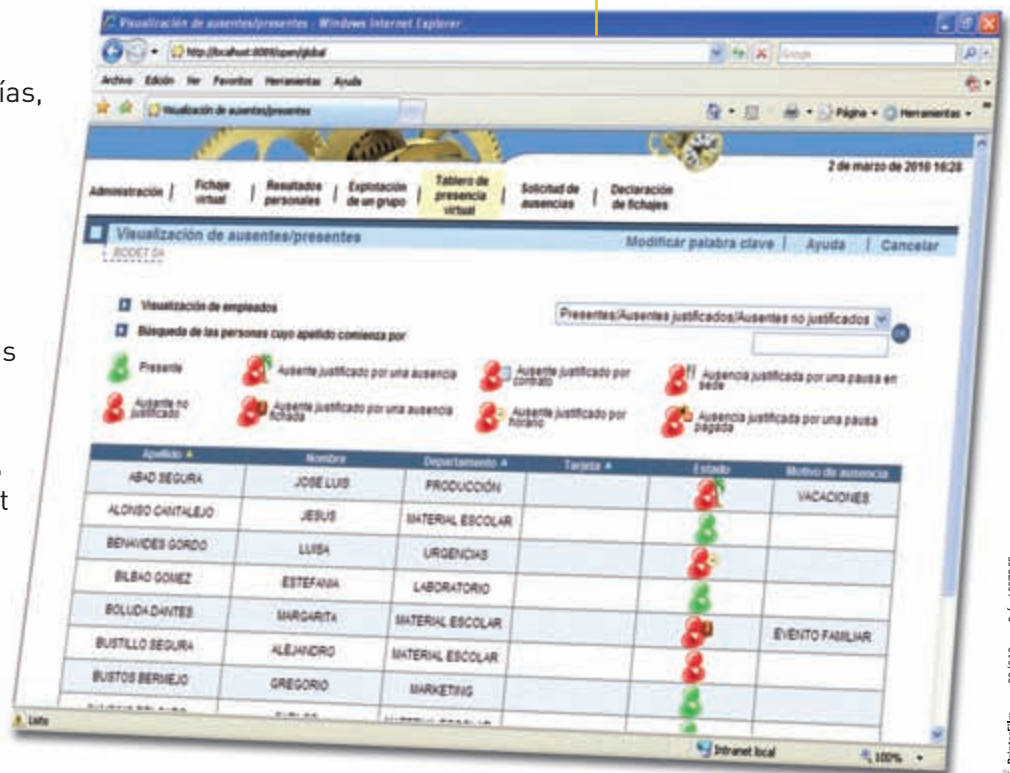 Visualización de ausentes/presentes - Windows Internet Explorer
http://localhost:8089/open/global
Google
Archivo Edición Ver Favoritos Herramientas Ayuda
ías,
Visualización de ausentes/presentes
Página Herramientas
2 de marzo de 2010 16:28
Administración | Fichaje virtual | Resultados personales | Explotación de un grupo | Tablero de presencia virtual | Solicitud de ausencias | Declaración de fichajes
Visualización de ausentes/presentes Modificar palabra clave | Ayuda | Cancelar
BODET SA
Visualización de empleados Presentes/Ausentes justificados/Ausentes no justificados
Búsqueda de las personas cuyo apellido comienza por OK
s
Presente Ausente justificado por una ausencia Ausente justificado por contrato Ausencia justificada por una pausa en sede
Ausente no justificado Ausente justificado por una ausencia fichada Ausente justificado por horario Ausencia justificada por una pausa pagada
Apellido Nombre Departamento Tarjeta Estado Motivo de ausencia
ABAD SEGURA JOSE LUIS PRODUCCIÓN VACACIONES
t
ALONSO CANTALEJO JESUS MATERIAL ESCOLAR
BENAVIDES GORDO LUISA URGENCIAS
BILBAO GOMEZ ESTEFANIA LABORATORIO
BOLUDA DANTES MARGARITA MATERIAL ESCOLAR EVENTO FAMILIAR
BUSTILLO SEGURA ALEJANDRO MATERIAL ESCOLAR
BUSTOS BERMEJO GREGORIO MARKETING
Listo
Intranet local 100%